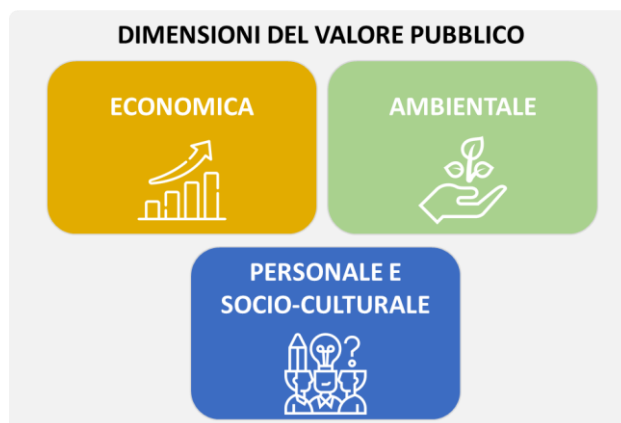 DIMENSIONI DEL VALORE PUBBLICO
ECONOMICA
AMBIENTALE
PERSONALE E
SOCIO-CULTURALE
?